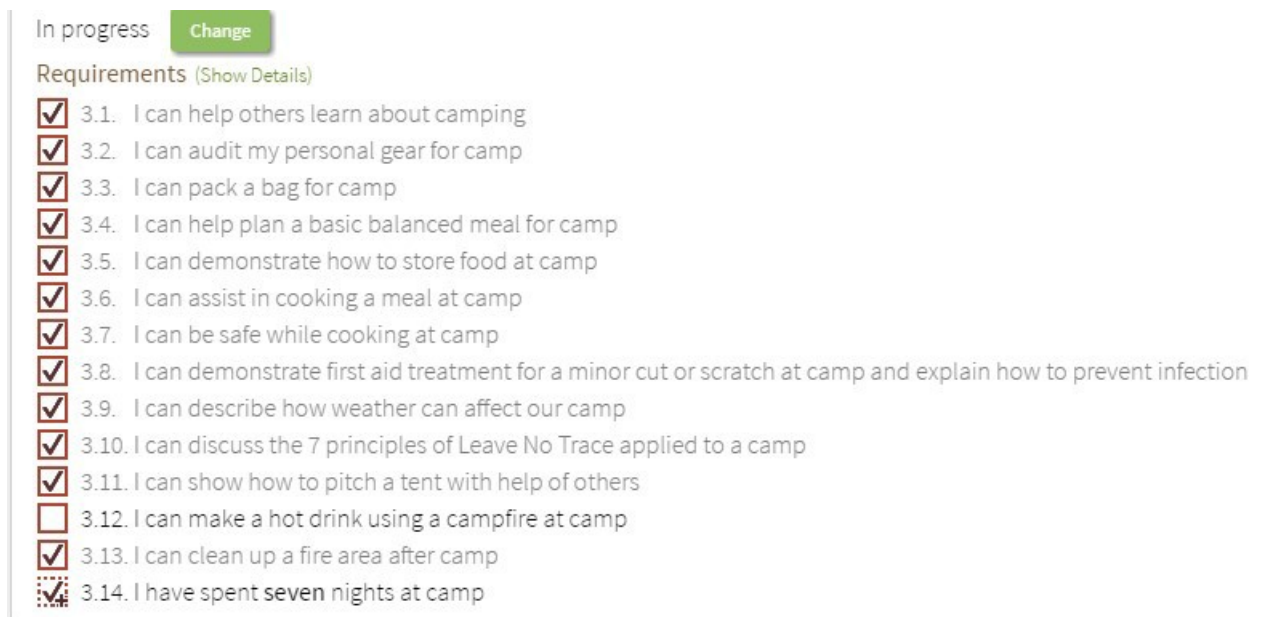 In progress Change
Requirements (Show Details)
3.1. I can help others learn about camping
3.2. I can audit my personal gear for camp
3.3. I can pack a bag for camp
3.4. I can help plan a basic balanced meal for camp
3.5. I can demonstrate how to store food at camp
3.6. I can assist in cooking a meal at camp
3.7. I can be safe while cooking at camp
3.8. I can demonstrate first aid treatment for a minor cut or scratch at camp and explain how to prevent infection
3.9. I can describe how weather can affect our camp
3.10. I can discuss the 7 principles of Leave No Trace applied to a camp
3.11. I can show how to pitch a tent with help of others
3.12. I can make a hot drink using a campfire at camp
3.13. I can clean up a fire area after camp
3.14. I have spent seven nights at camp